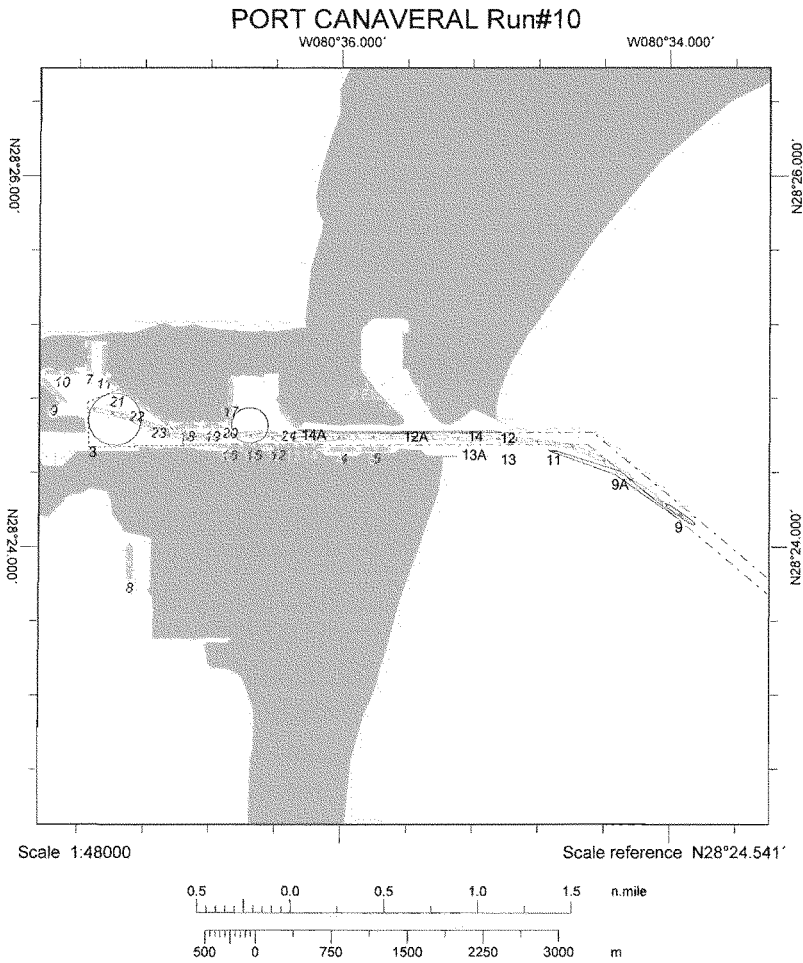 PORT CANAVERAL Run#10
W080°36.000´ W080°34.000´
N28°26.000´ N28°26.000´
10 7 11
9 21 22
23 18 19 20 17 24 14A 12A 14 12
3 4 5 13A 13 11
9A
9
N28°24.000´ N28°24.000´
8
Scale 1:48000 Scale reference N28°24.541´
0.5 0.0 0.5 1.0 1.5 n.mile
500 0 750 1500 2250 3000 m